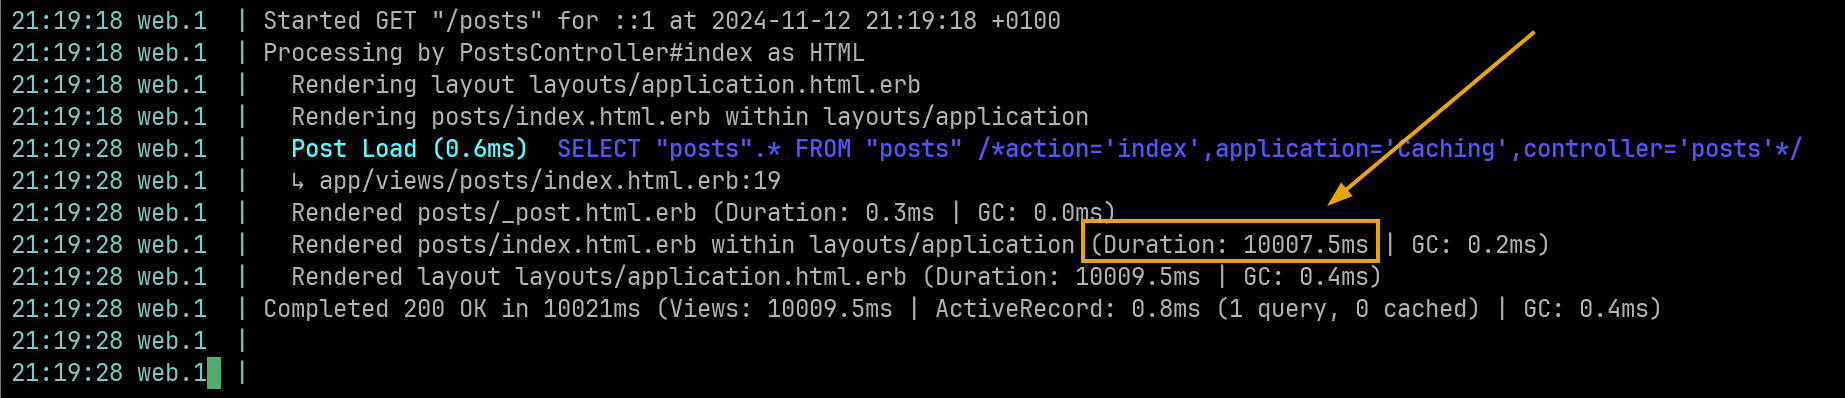 21:19:18 web.1  | Started GET "/posts" for ::1 at 2024-11-12 21:19:18 +0100
21:19:18 web.1  | Processing by PostsController#index as HTML
21:19:18 web.1  |   Rendering layout layouts/application.html.erb
21:19:18 web.1  |   Rendering posts/index.html.erb within layouts/application
21:19:28 web.1  |   Post Load (0.6ms)  SELECT "posts".* FROM "posts" /*action='index',application='Caching',controller='posts'*/
21:19:28 web.1  |   ↳ app/views/posts/index.html.erb:19
21:19:28 web.1  |   Rendered posts/_post.html.erb (Duration: 0.3ms | GC: 0.0ms)
21:19:28 web.1  |   Rendered posts/index.html.erb within layouts/application (Duration: 10007.5ms | GC: 0.2ms)
21:19:28 web.1  |   Rendered layout layouts/application.html.erb (Duration: 10009.5ms | GC: 0.4ms)
21:19:28 web.1  | Completed 200 OK in 10021ms (Views: 10009.5ms | ActiveRecord: 0.8ms (1 query, 0 cached) | GC: 0.4ms)
21:19:28 web.1  |
21:19:28 web.1  |